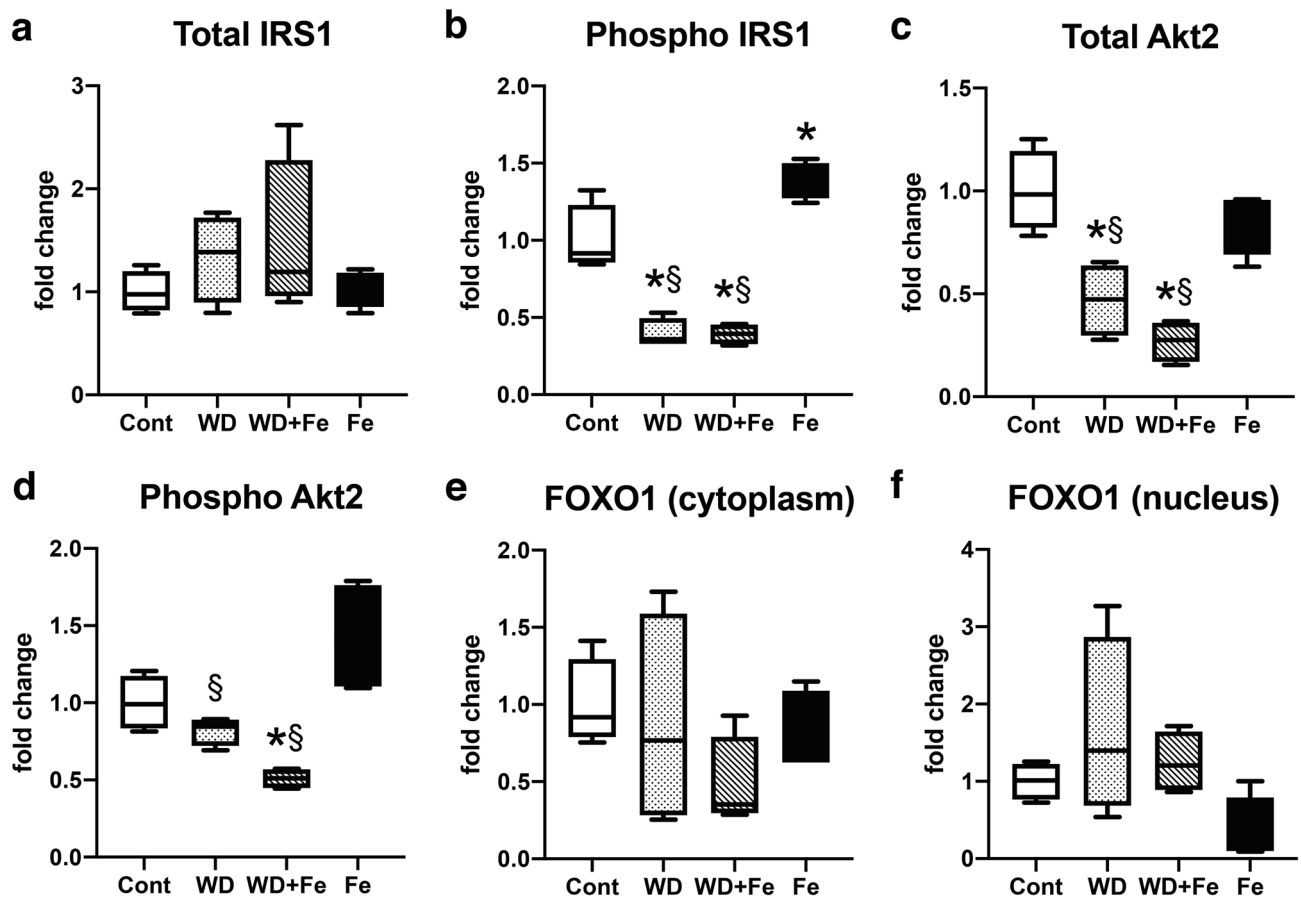 a
Total IRS1
fold change
3
2
1
0
Cont WD WD+Fe Fe
b
Phospho IRS1
fold change
2.0
1.5
1.0
0.5
0.0
*§ *§ *
Cont WD WD+Fe Fe
c
Total Akt2
fold change
1.5
1.0
0.5
0.0
*§ *§
Cont WD WD+Fe Fe
d
Phospho Akt2
fold change
2.0
1.5
1.0
0.5
0.0
§ *§
Cont WD WD+Fe Fe
e
FOXO1 (cytoplasm)
fold change
2.0
1.5
1.0
0.5
0.0
Cont WD WD+Fe Fe
f
FOXO1 (nucleus)
fold change
4
3
2
1
0
Cont WD WD+Fe Fe